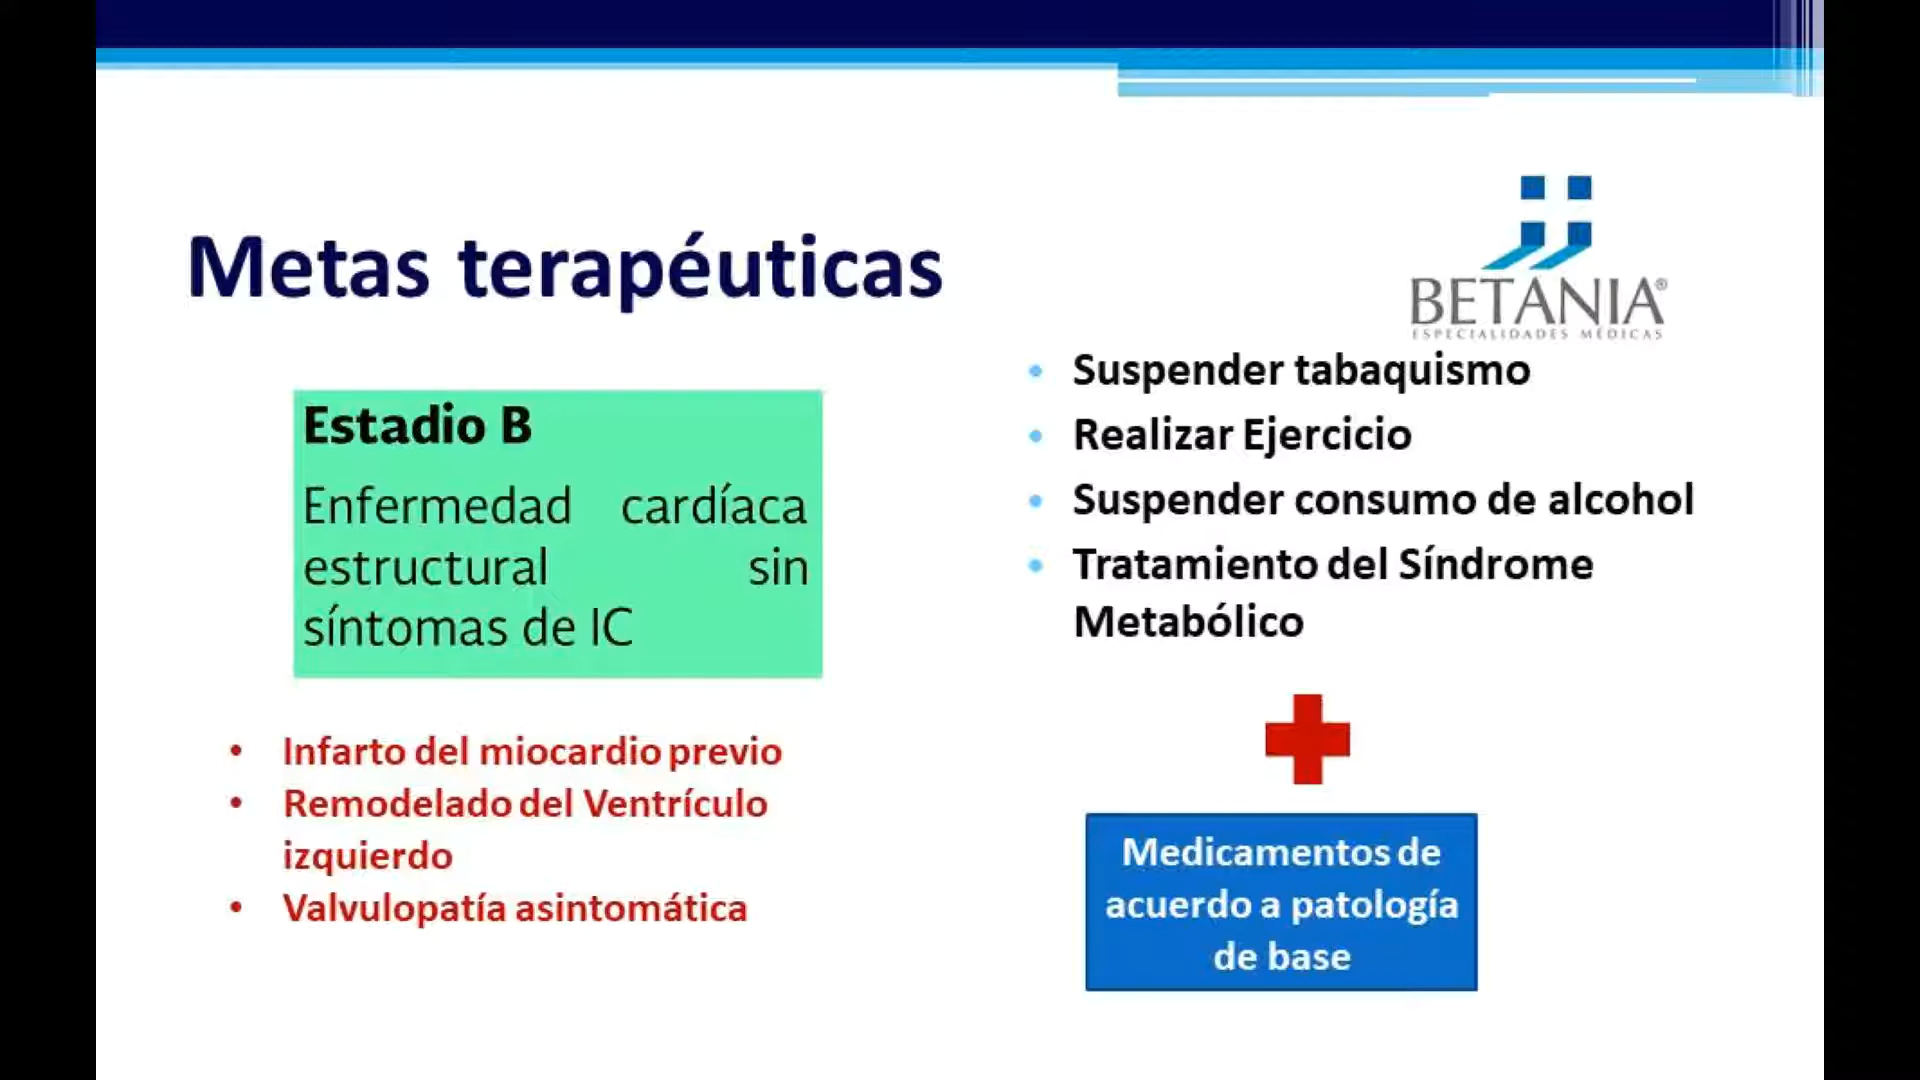 Metas terapéuticas
BETANIA®
ESPECIALIDADES MÉDICAS
Estadio B
Enfermedad cardíaca
estructural sin
síntomas de IC
• Infarto del miocardio previo
• Remodelado del Ventrículo
izquierdo
• Valvulopatía asintomática
• Suspender tabaquismo
• Realizar Ejercicio
• Suspender consumo de alcohol
• Tratamiento del Síndrome
Metabólico
Medicamentos de
acuerdo a patología
de base